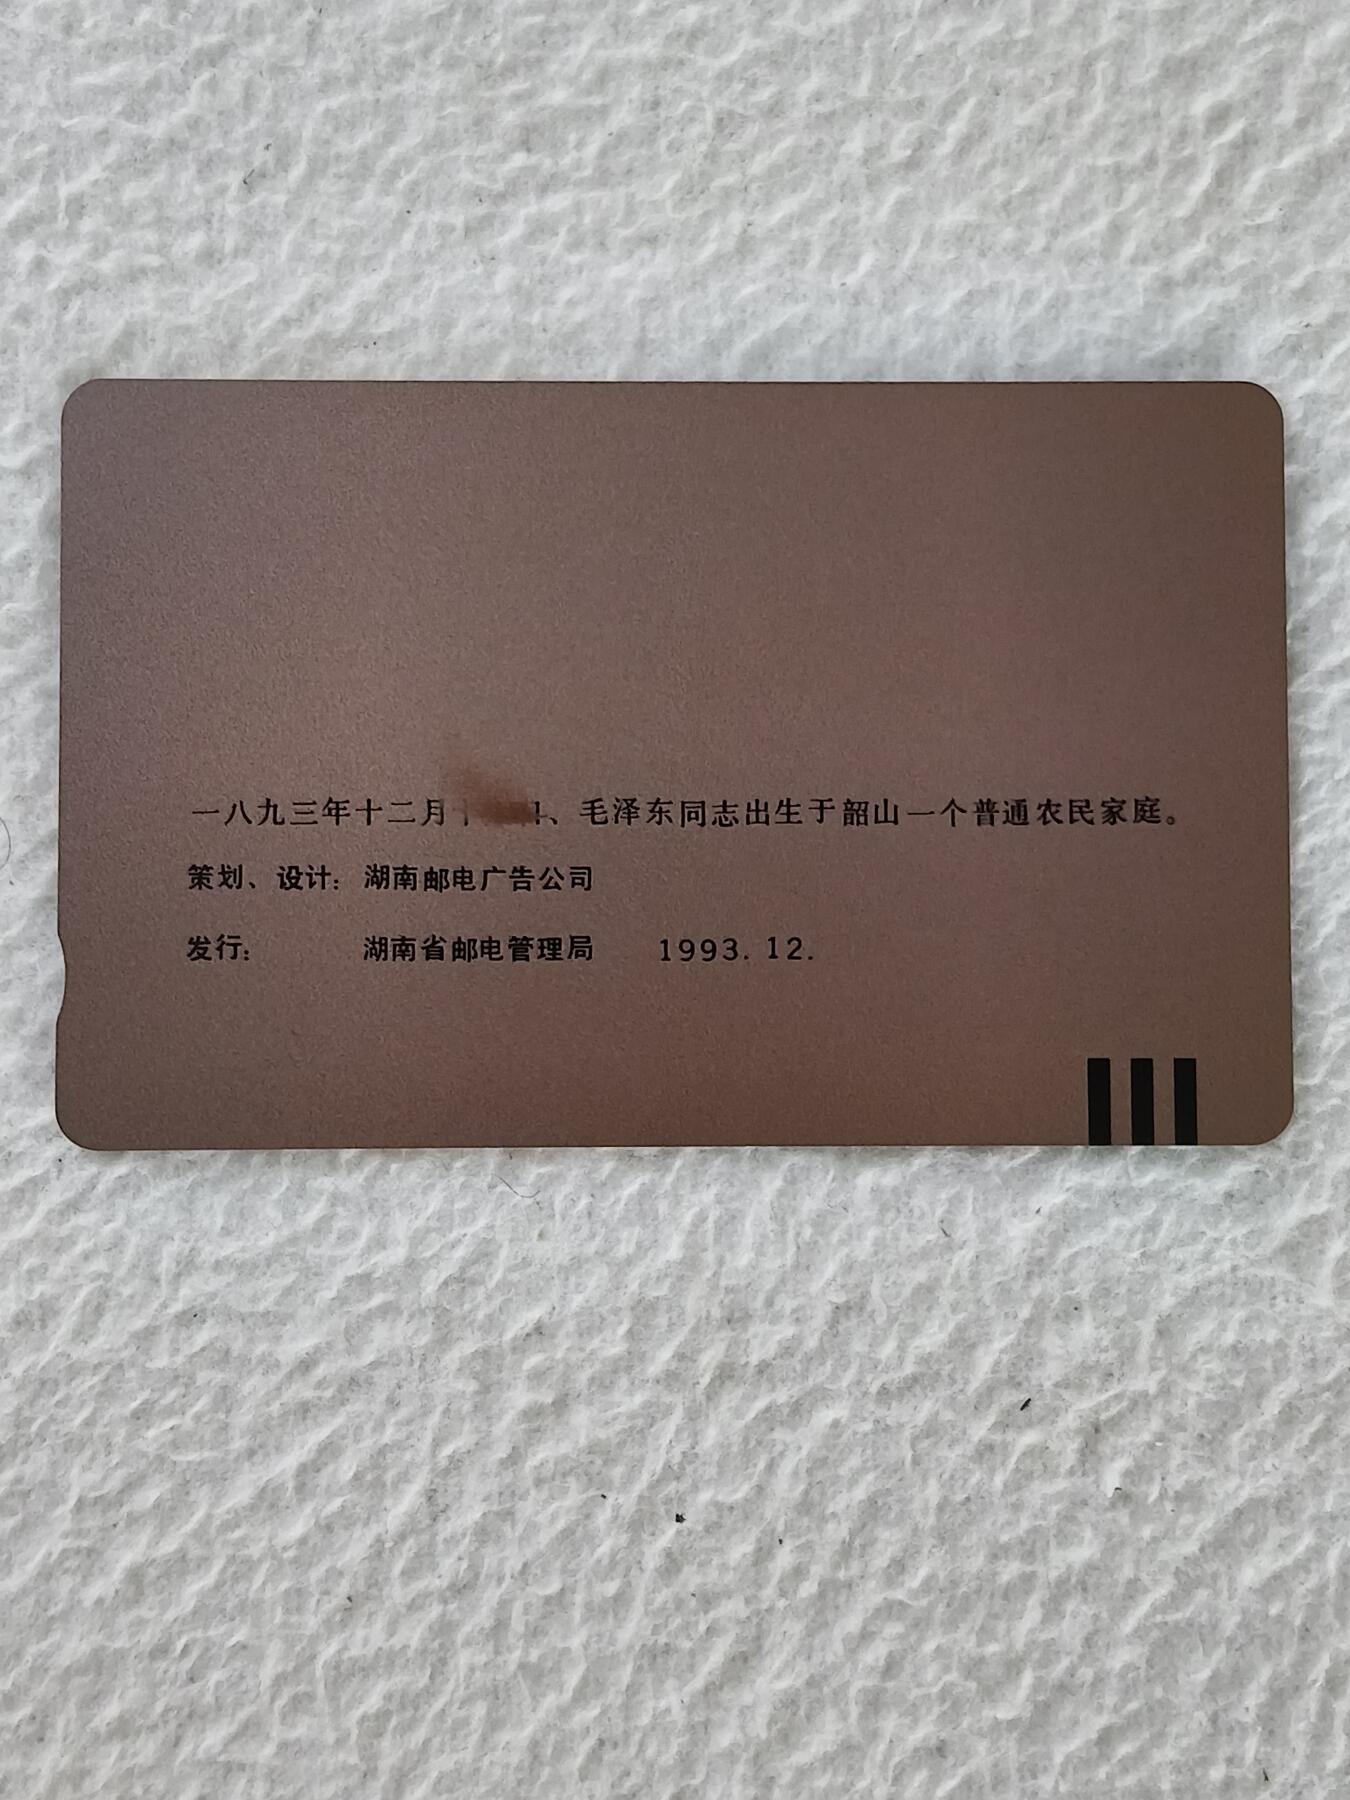 一八九三年十二月、毛泽东同志出生于韶山一个普通农民家庭。
策划、设计：湖南邮电广告公司
发行：湖南省邮电管理局 1993. 12.